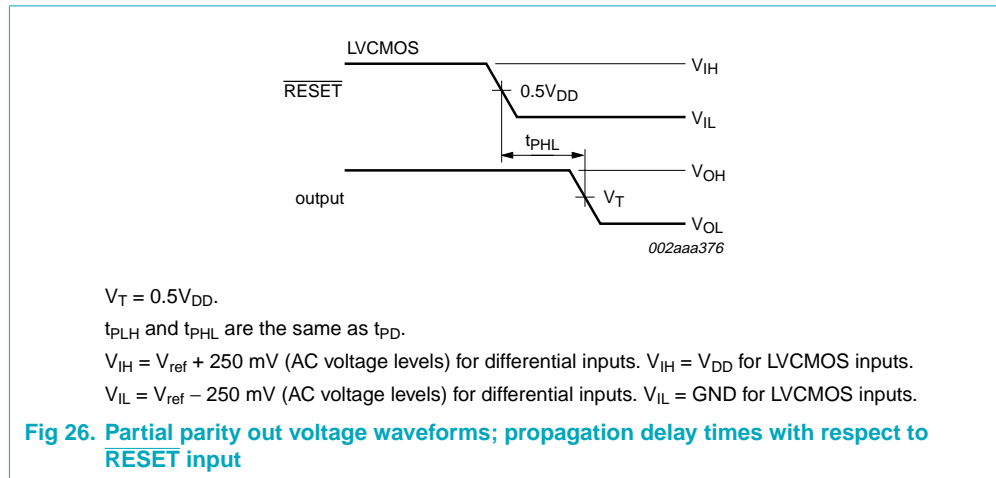 LVCMOS
V_IH
RESET
0.5V_DD
V_IL
t_PHL
V_OH
output
V_T
V_OL
002aaa376
V_T = 0.5V_DD.
t_PLH and t_PHL are the same as t_PD.
V_IH = V_ref + 250 mV (AC voltage levels) for differential inputs. V_IH = V_DD for LVCMOS inputs.
V_IL = V_ref − 250 mV (AC voltage levels) for differential inputs. V_IL = GND for LVCMOS inputs.
Fig 26. Partial parity out voltage waveforms; propagation delay times with respect to
RESET input